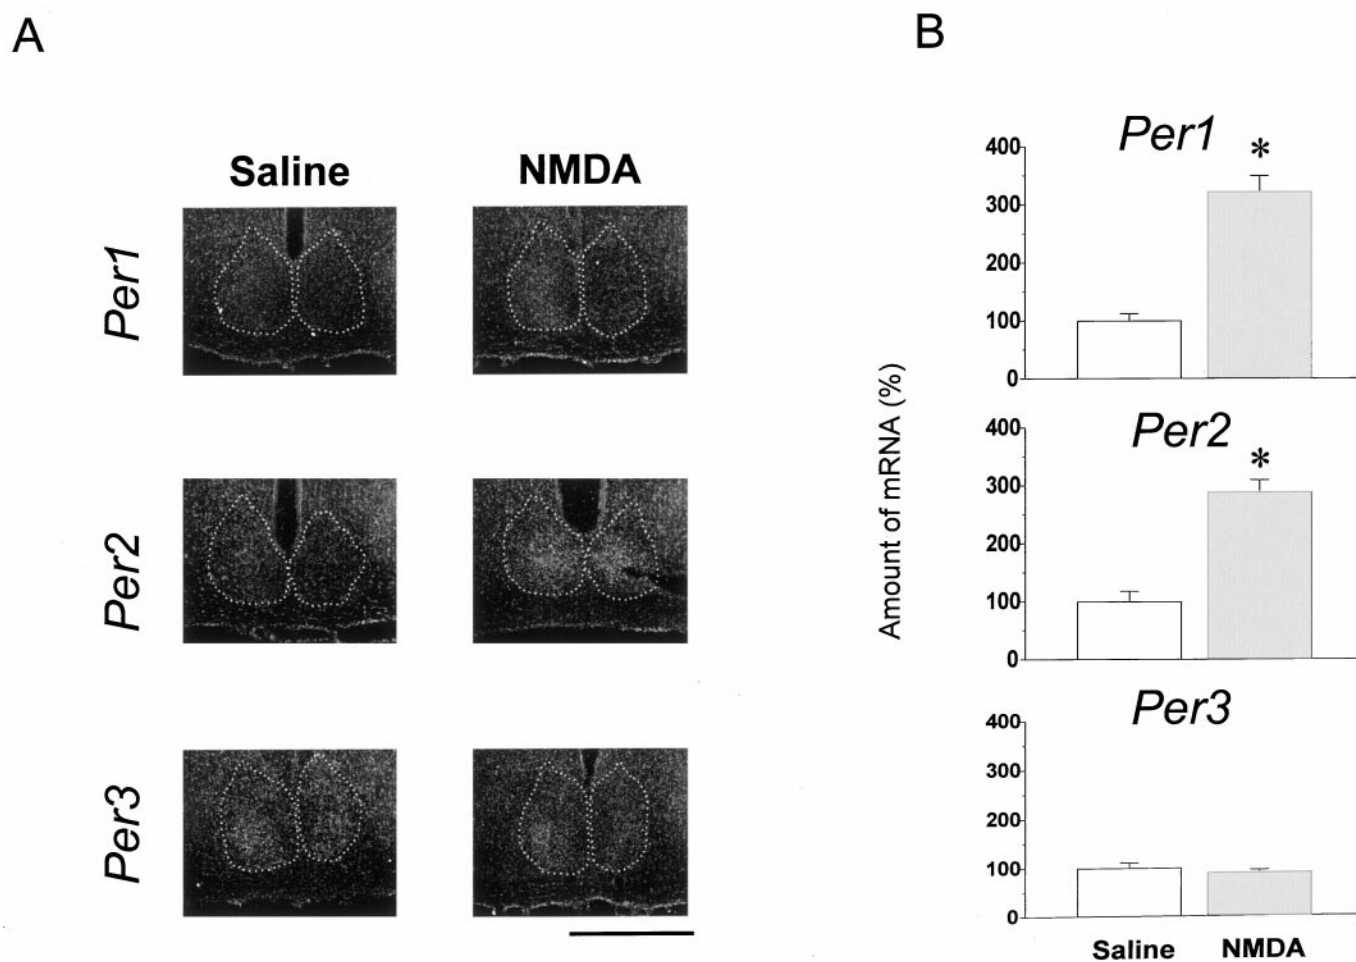 A
B
Saline
NMDA
Per1
Per2
Per3
Amount of mRNA (%)
Per1
400
300
200
100
0
*
Per2
400
300
200
100
0
*
Per3
400
300
200
100
0
Saline
NMDA